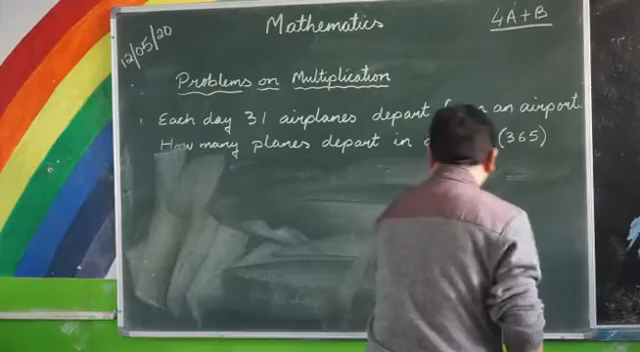 12/05/20
Mathematics
4A+B
Problems on Multiplication
1. Each day 31 airplanes depart an airport.
How many planes depart in (365)